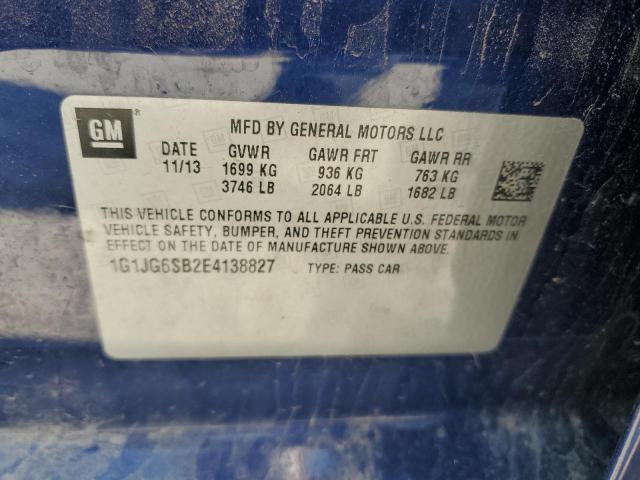 GM ® MFD BY GENERAL MOTORS LLC
DATE GVWR GAWR FRT GAWR RR
11/13 1699 KG 936 KG 763 KG
3746 LB 2064 LB 1682 LB
THIS VEHICLE CONFORMS TO ALL APPLICABLE U.S. FEDERAL MOTOR
VEHICLE SAFETY, BUMPER, AND THEFT PREVENTION STANDARDS IN
EFFECT ON THE DATE OF MANUFACTURE SHOWN ABOVE.
1G1JG6SB2E4138827 TYPE: PASS CAR